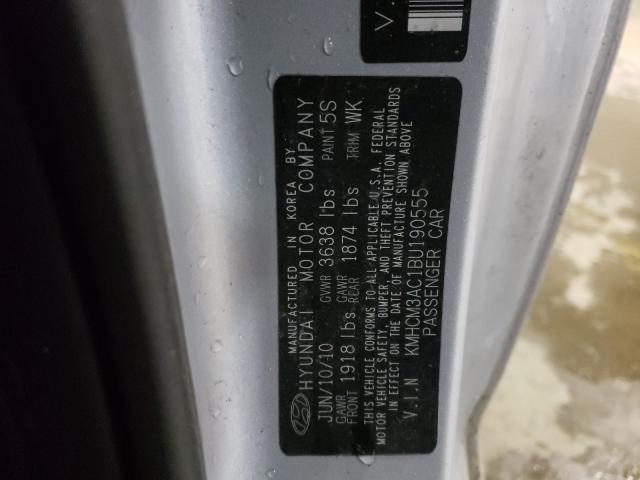 MANUFACTURED IN KOREA BY
HYUNDAI MOTOR COMPANY
JUN/10/10 GVWR 3638 lbs PAINT 5S
GAWR FRONT 1918 lbs. GAWR REAR 1874 lbs TRIM WK
THIS VEHICLE CONFORMS TO ALL APPLICABLE U.S.A. FEDERAL
MOTOR VEHICLE SAFETY, BUMPER, AND THEFT PREVENTION STANDARDS
IN EFFECT ON THE DATE OF MANUFACTURE SHOWN ABOVE
V.I.N KMHCM3AC1BU190555
PASSENGER CAR
V.